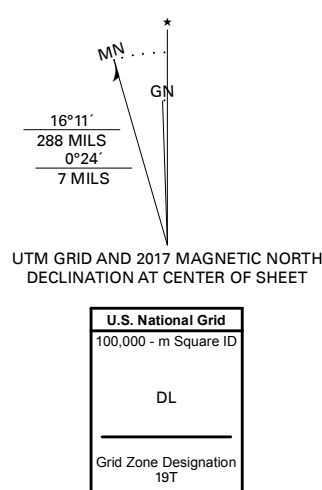 ★
MN
GN
16°11´
288 MILS
0°24´
7 MILS
UTM GRID AND 2017 MAGNETIC NORTH
DECLINATION AT CENTER OF SHEET
U.S. National Grid
100,000 - m Square ID
DL
Grid Zone Designation
19T